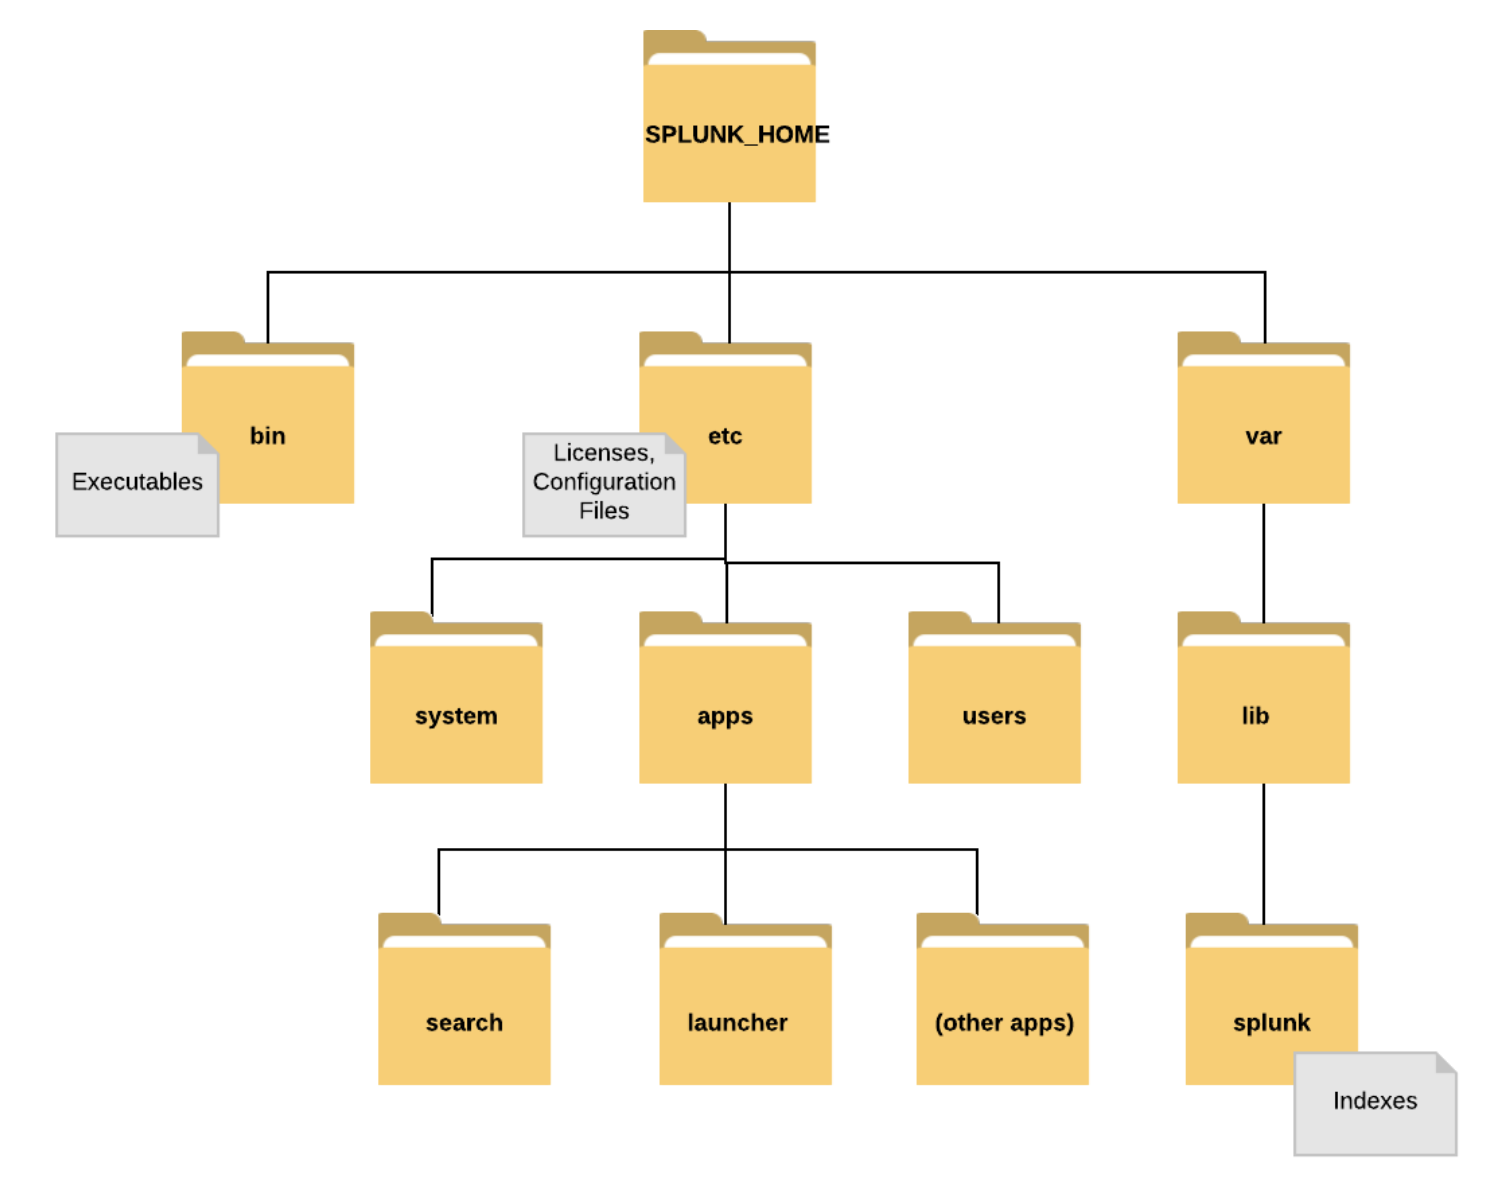 SPLUNK_HOME
bin
etc
var
Executables
Licenses,
Configuration
Files
system
apps
users
lib
search
launcher
(other apps)
splunk
Indexes